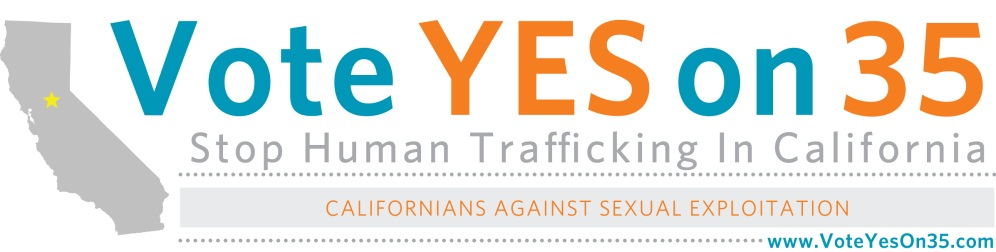 Vote YES on 35
Stop Human Trafficking In California
CALIFORNIANS AGAINST SEXUAL EXPLOITATION
www.VoteYesOn35.com